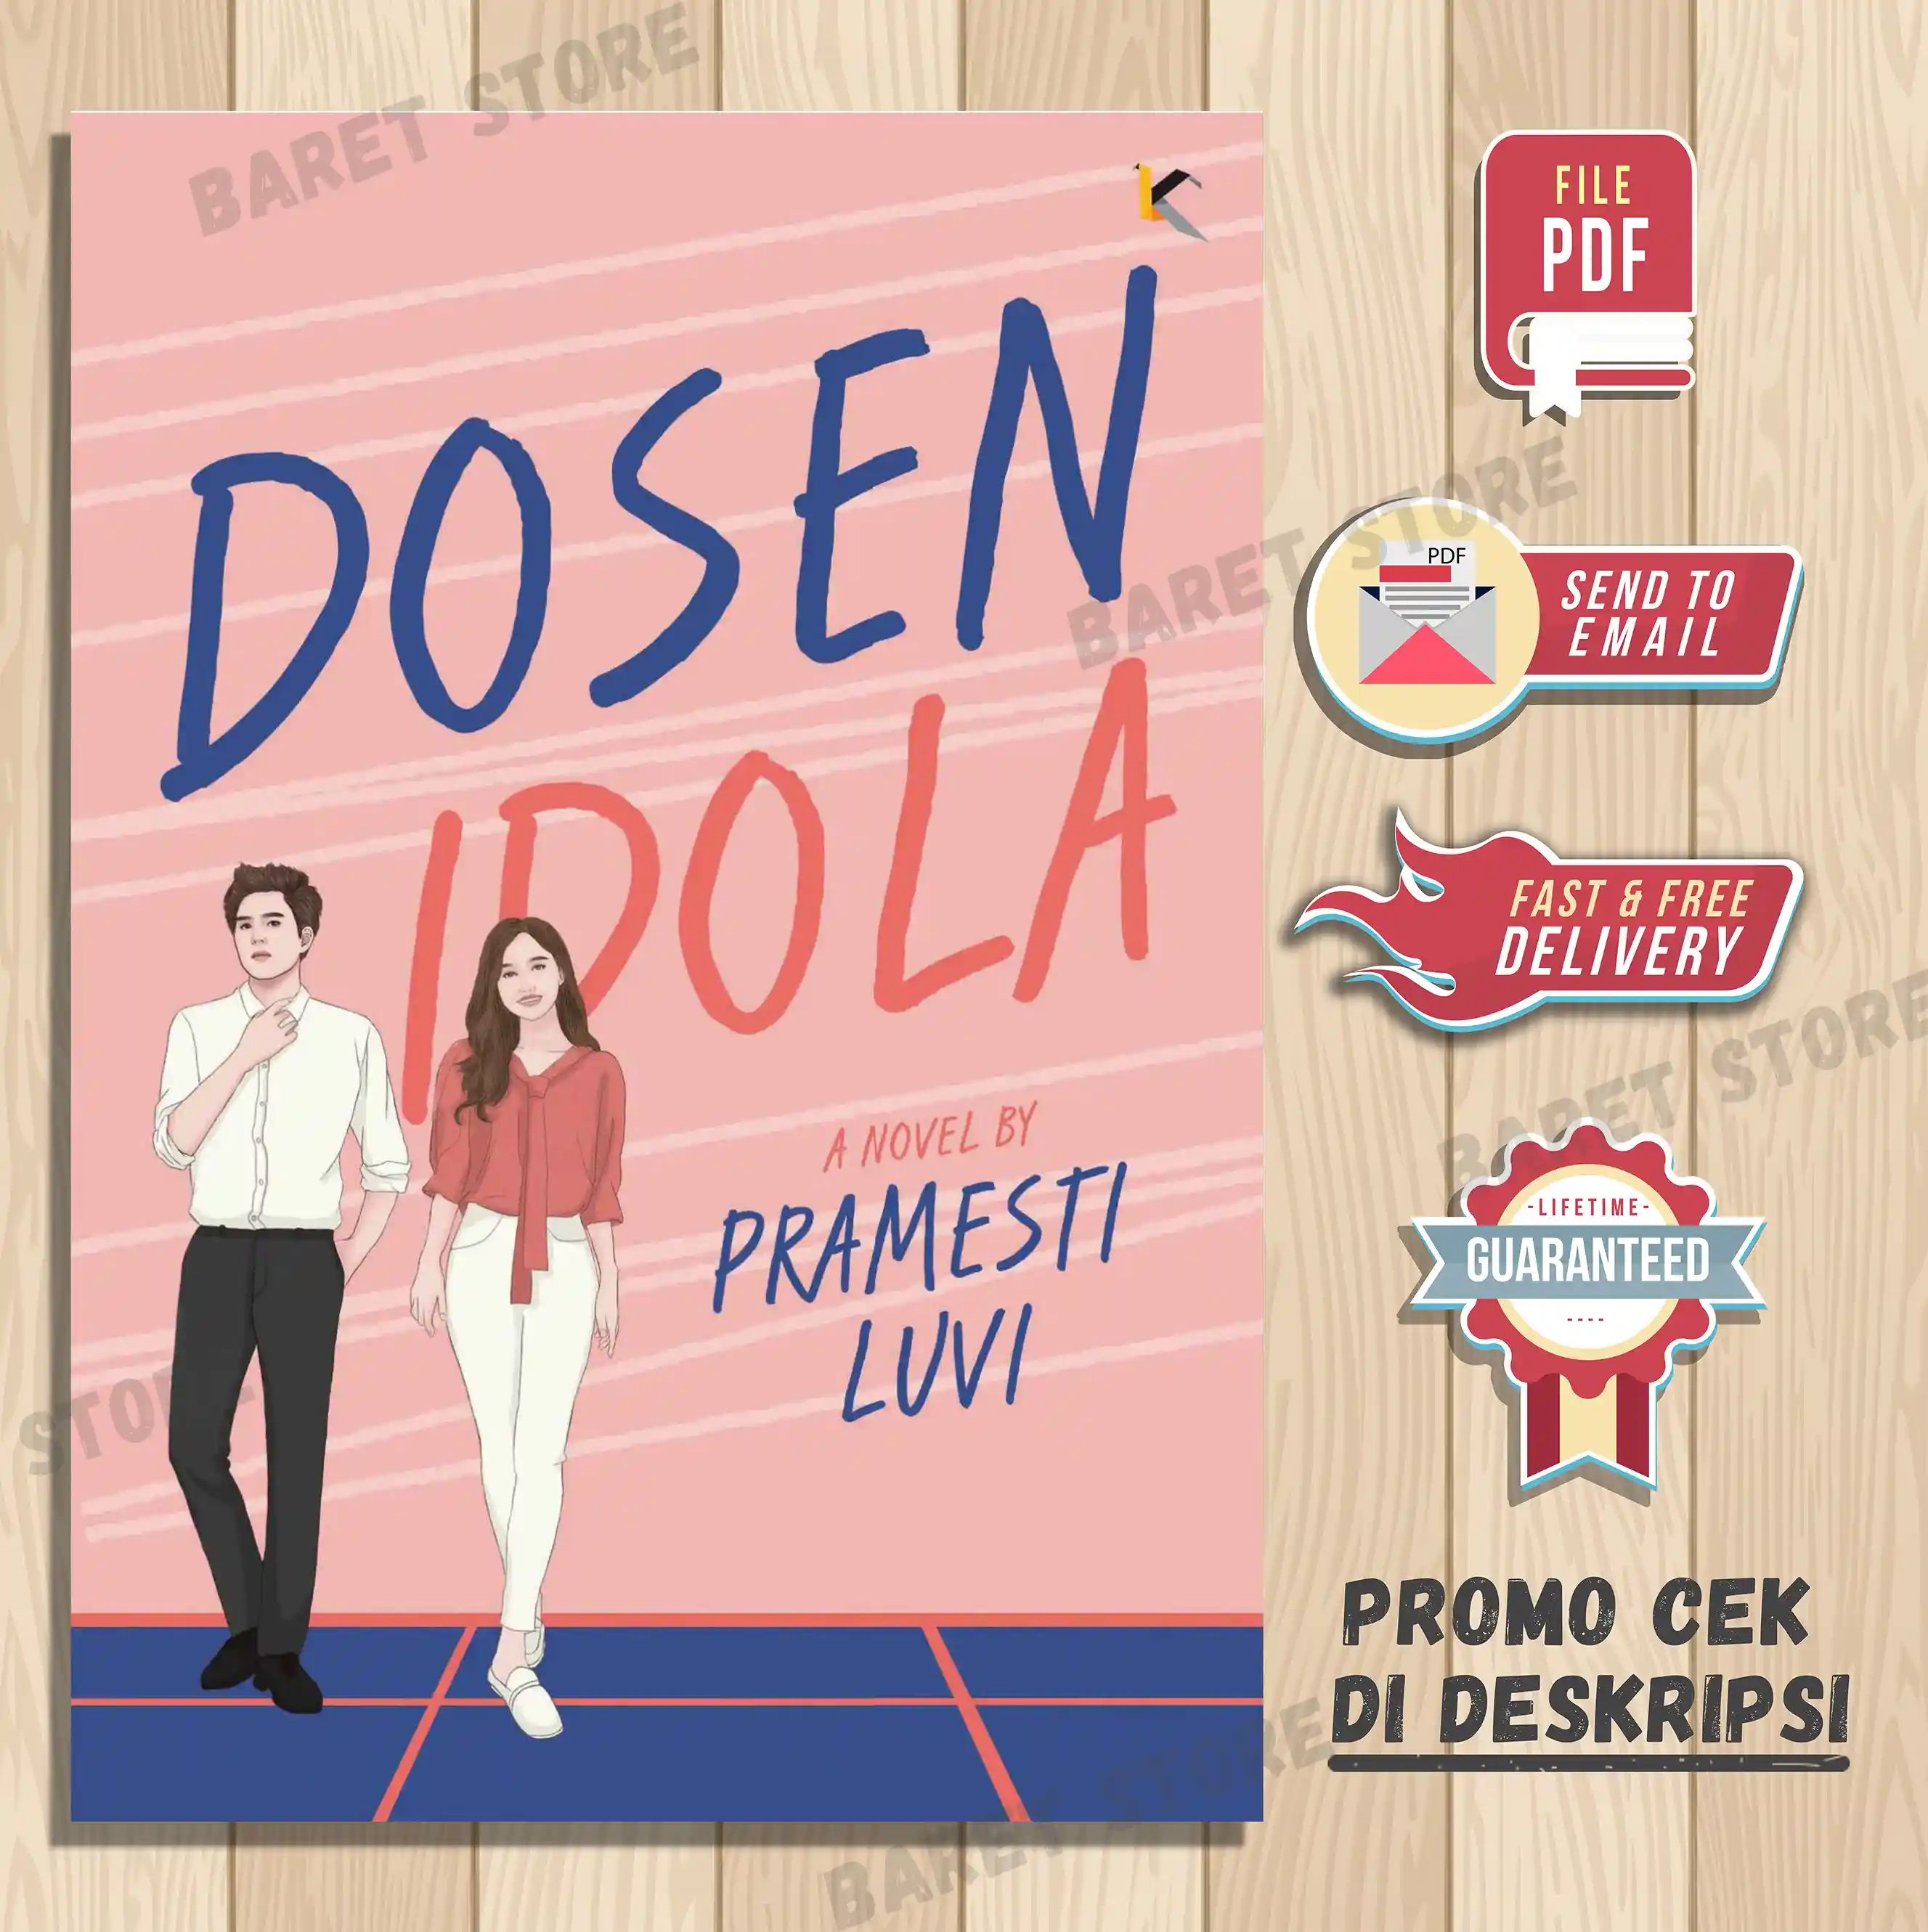 BARET STORE
DOSEN
IDOLA
A NOVEL BY
PRAMESTI
LUVI
FILE
PDF
BARET STORE
PDF
SEND TO
EMAIL
FAST & FREE
DELIVERY
BARET STORE
-LIFETIME-
GUARANTEED
----
STORE
PROMO CEK
DI DESKRIPSI
BARET STORE